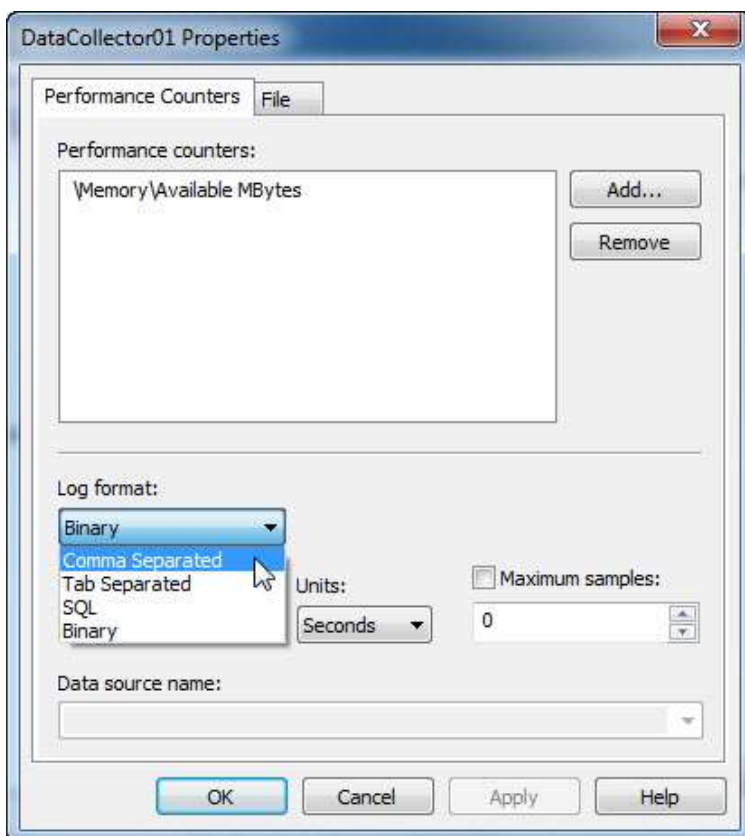 DataCollector01 Properties
Performance Counters File
Performance counters:
\Memory\Available MBytes
Add...
Remove
Log format:
Binary
Comma Separated
Tab Separated
SQL
Binary
Units:
Seconds
Maximum samples:
0
Data source name:
OK Cancel Apply Help